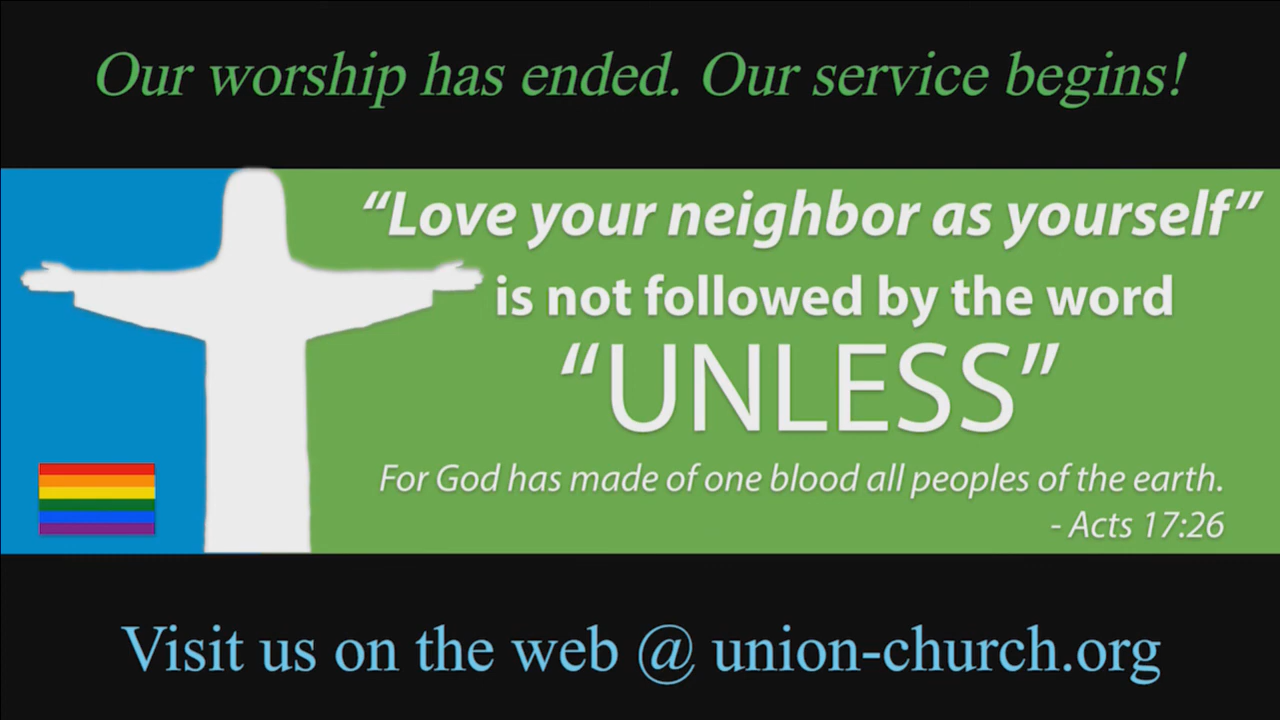 Our worship has ended. Our service begins!
“Love your neighbor as yourself”
is not followed by the word
“UNLESS”
For God has made of one blood all peoples of the earth.
- Acts 17:26
Visit us on the web @ union-church.org